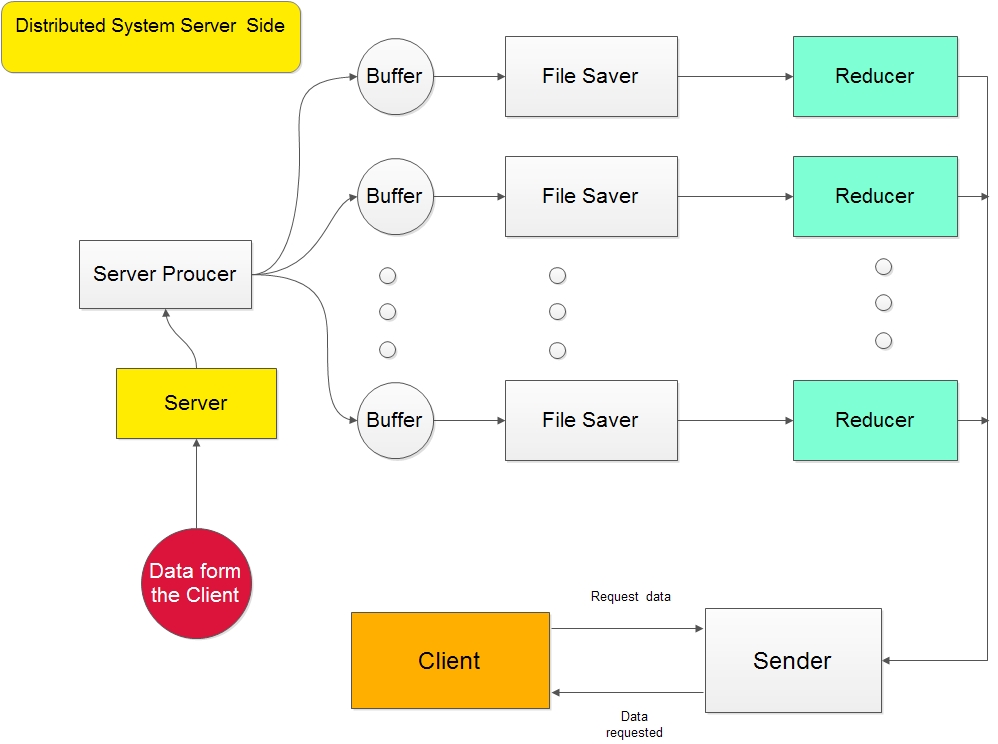 Distributed System Server Side
Buffer
File Saver
Reducer
Buffer
File Saver
Reducer
Server Proucer
Server
Buffer
File Saver
Reducer
Data form
the Client
Request data
Client
Sender
Data
requested